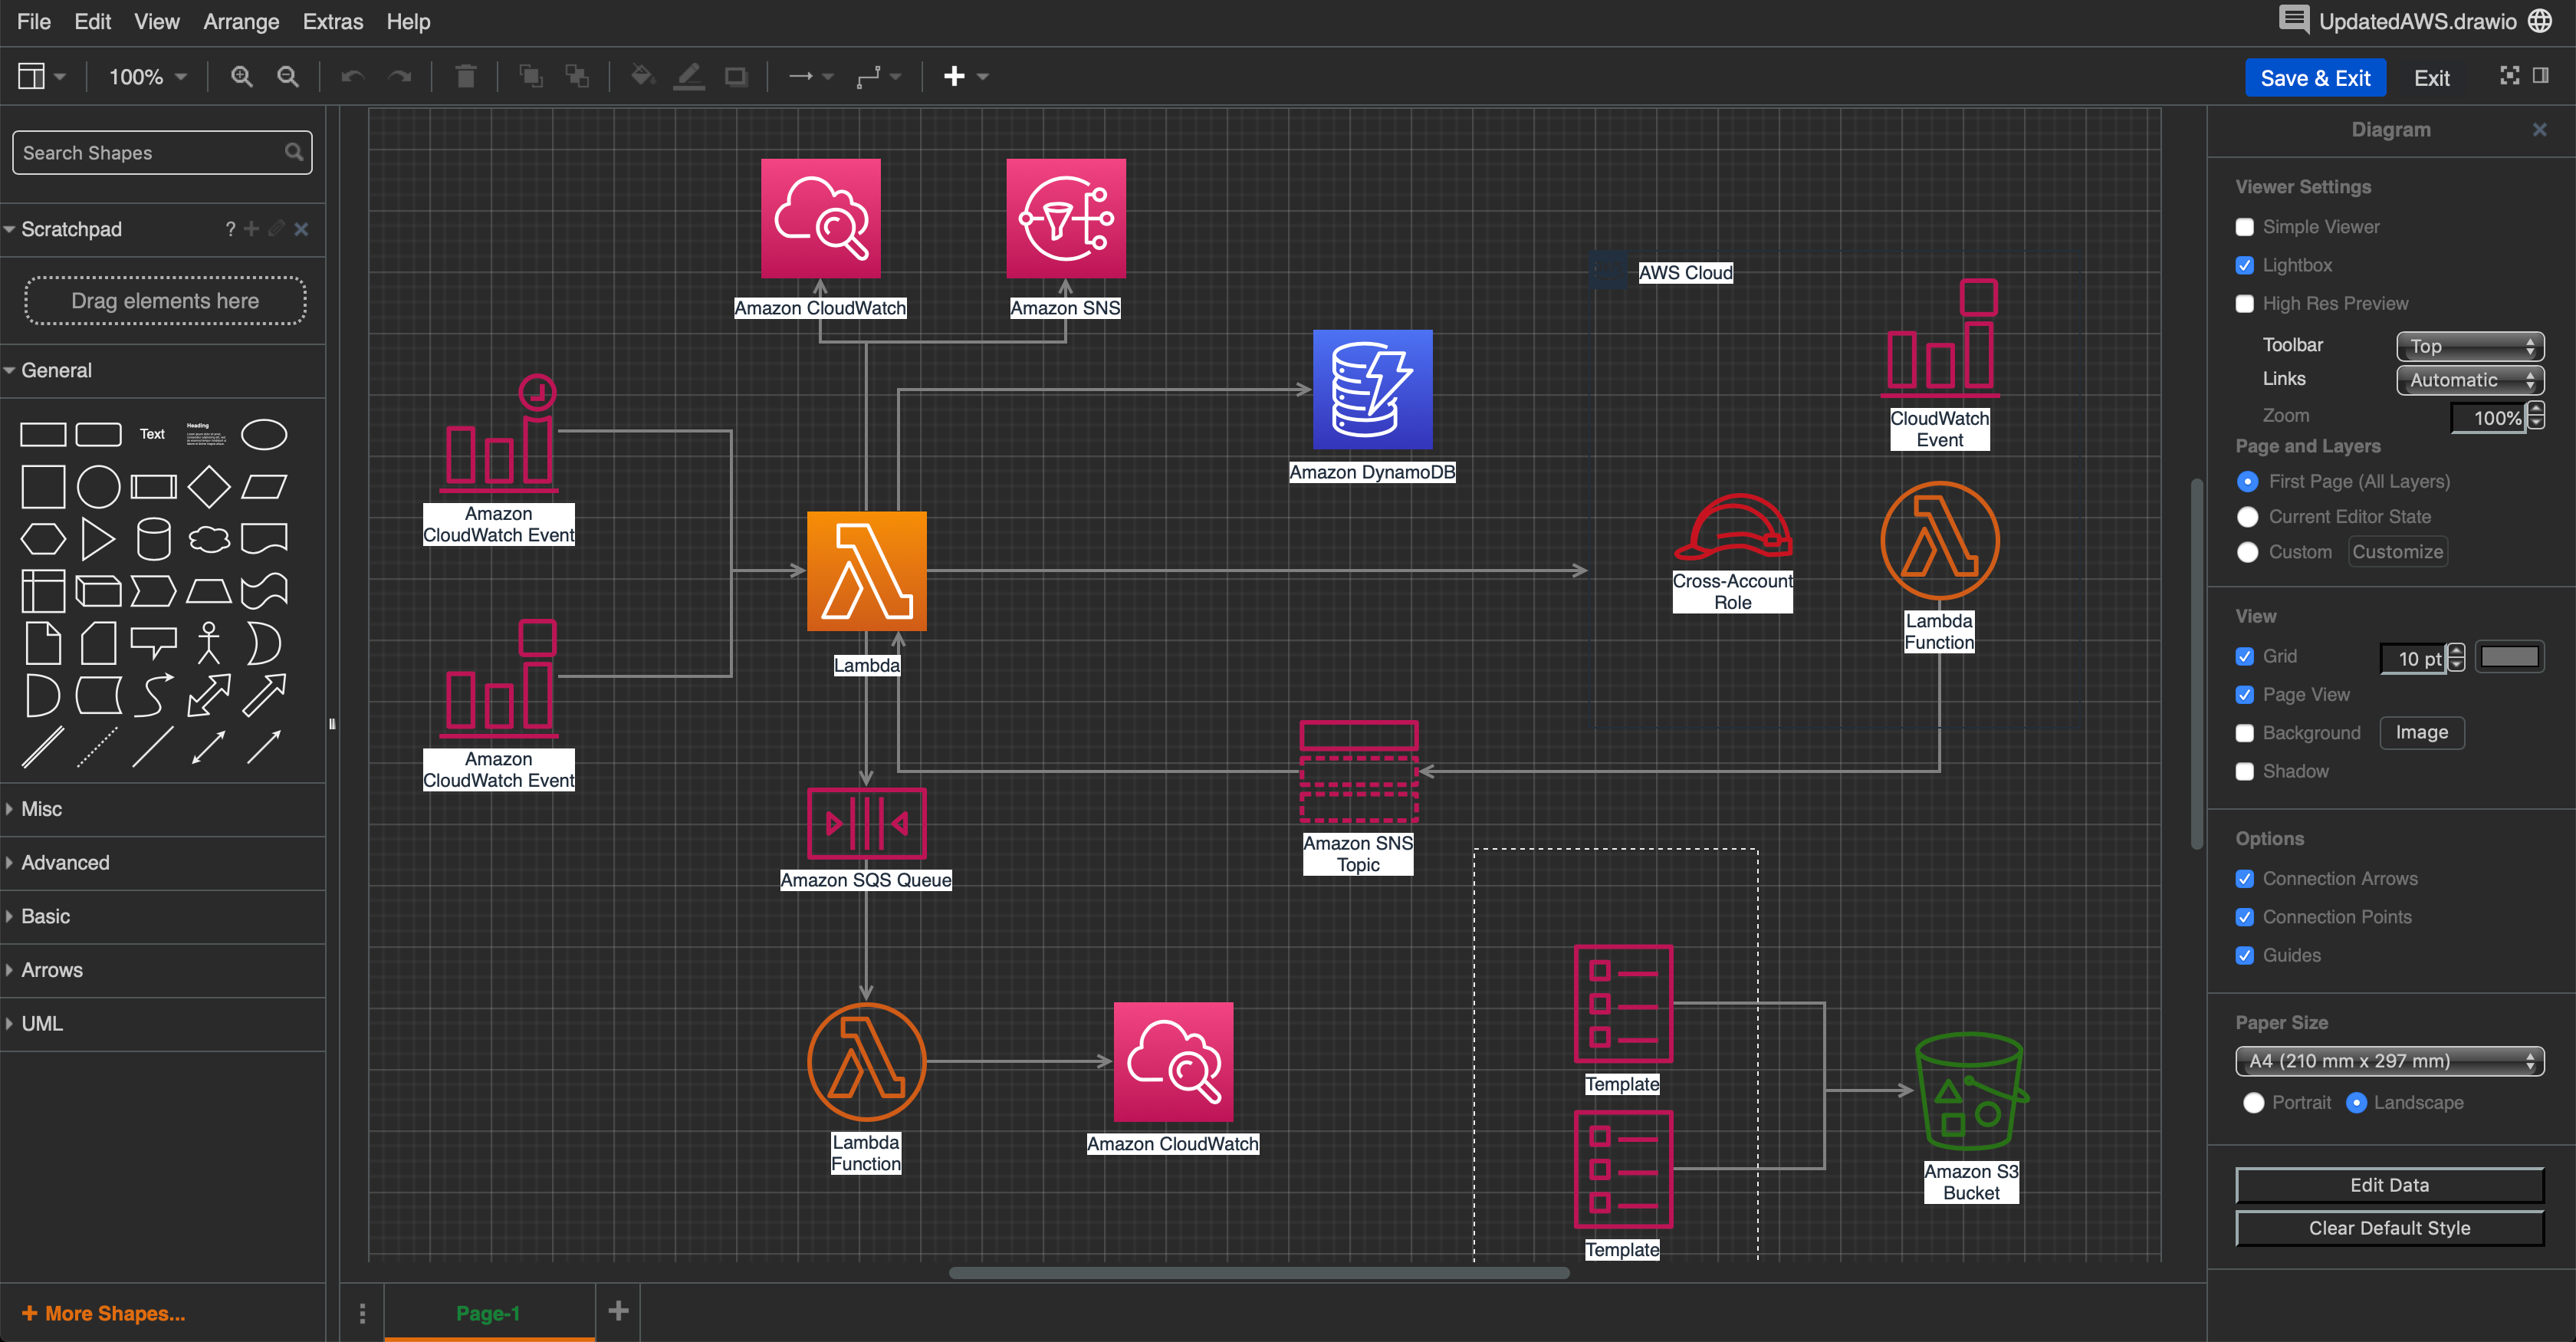 File Edit View Arrange Extras Help
UpdatedAWS.drawio
100%
Save & Exit
Exit
Search Shapes
Scratchpad
?
Drag elements here
General
Text
Heading
Misc
Advanced
Basic
Arrows
UML
+ More Shapes...
Amazon CloudWatch
Amazon SNS
AWS Cloud
CloudWatch
Event
Amazon DynamoDB
Amazon
CloudWatch Event
Cross-Account
Role
Lambda
Function
Lambda
Amazon
CloudWatch Event
Amazon SNS
Topic
Amazon SQS Queue
Lambda
Function
Amazon CloudWatch
Template
Template
Amazon S3
Bucket
Page-1
Diagram
Viewer Settings
Simple Viewer
Lightbox
High Res Preview
Toolbar Top
Links Automatic
Zoom 100%
Page and Layers
First Page (All Layers)
Current Editor State
Custom Customize
View
Grid 10 pt
Page View
Background Image
Shadow
Options
Connection Arrows
Connection Points
Guides
Paper Size
A4 (210 mm x 297 mm)
Portrait Landscape
Edit Data
Clear Default Style